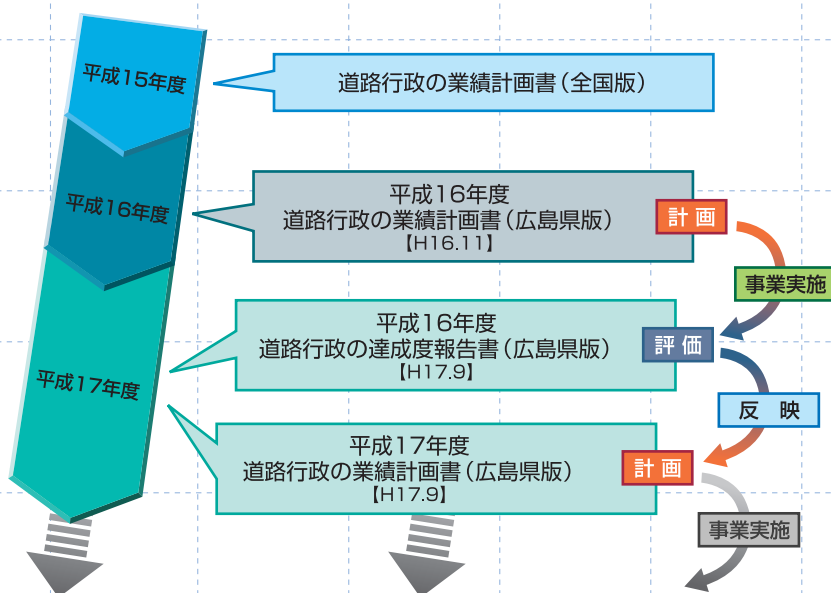 平成15年度
道路行政の業績計画書（全国版）
平成16年度
平成16年度
道路行政の業績計画書（広島県版）
【H16.11】
計画
事業実施
平成16年度
道路行政の達成度報告書（広島県版）
【H17.9】
評価
平成17年度
反　映
平成17年度
道路行政の業績計画書（広島県版）
【H17.9】
計画
事業実施